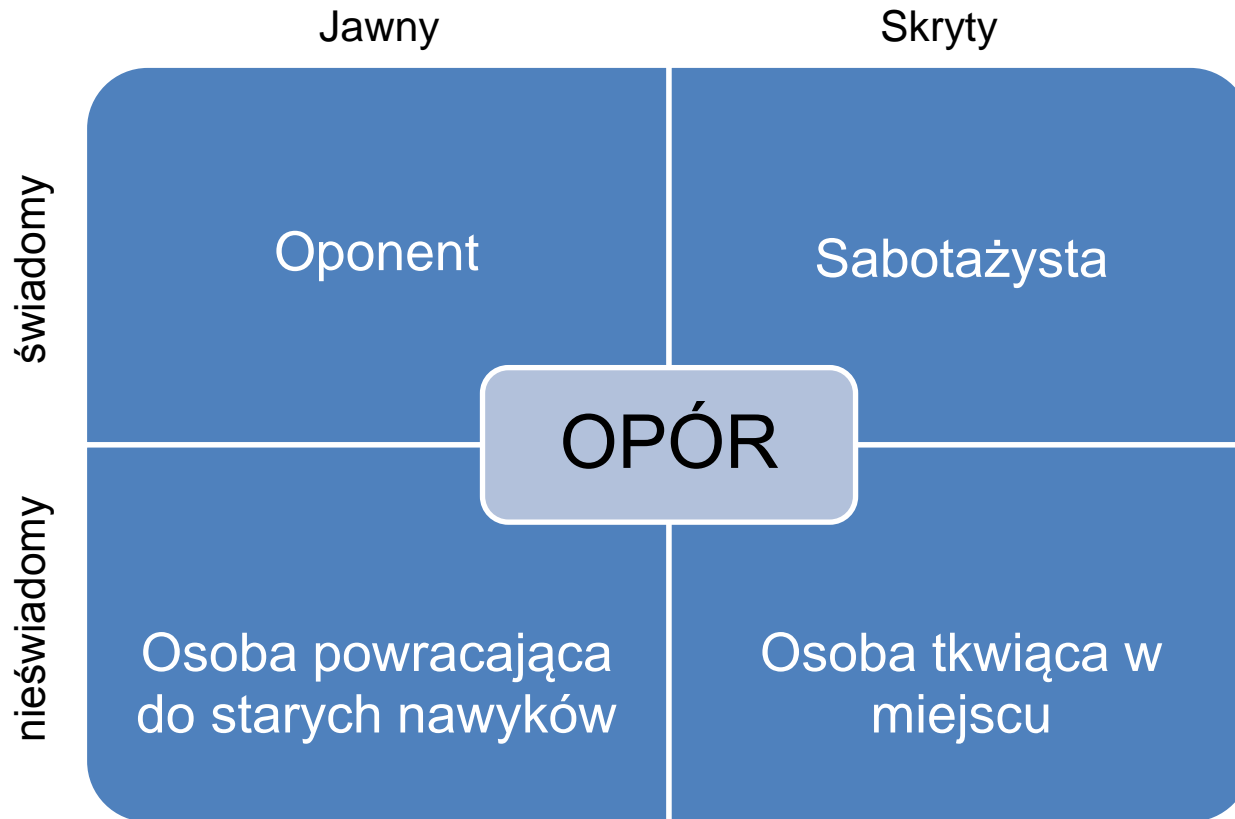 Jawny
Skryty
świadomy
Oponent
Sabotażysta
OPÓR
nieświadomy
Osoba powracająca
do starych nawyków
Osoba tkwiąca w
miejscu